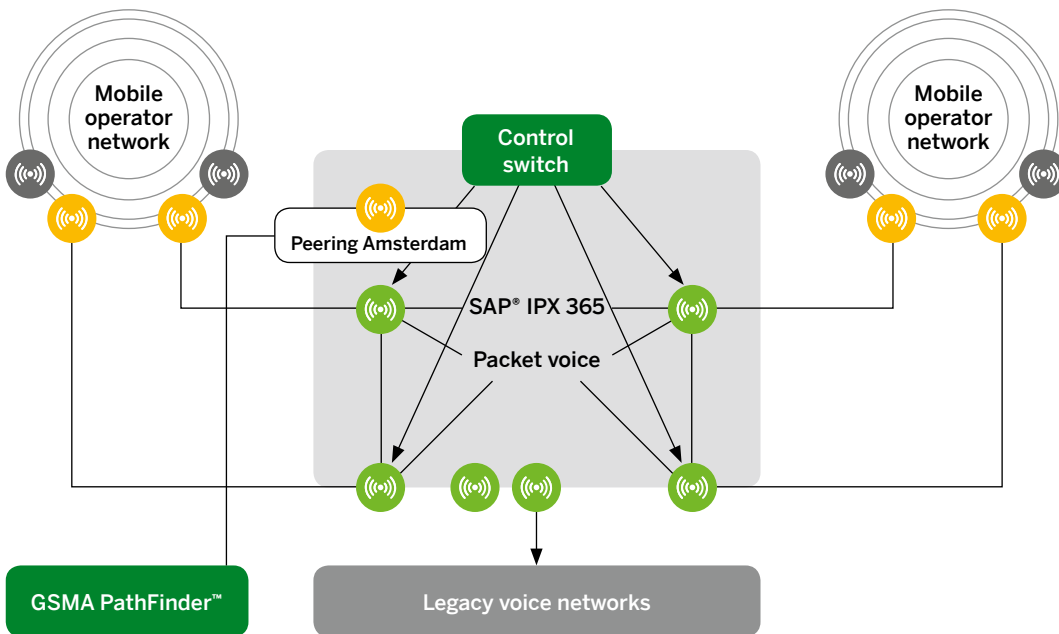 Mobile
operator
network
Mobile
operator
network
Control
switch
Peering Amsterdam
SAP® IPX 365
Packet voice
GSMA PathFinder™
Legacy voice networks